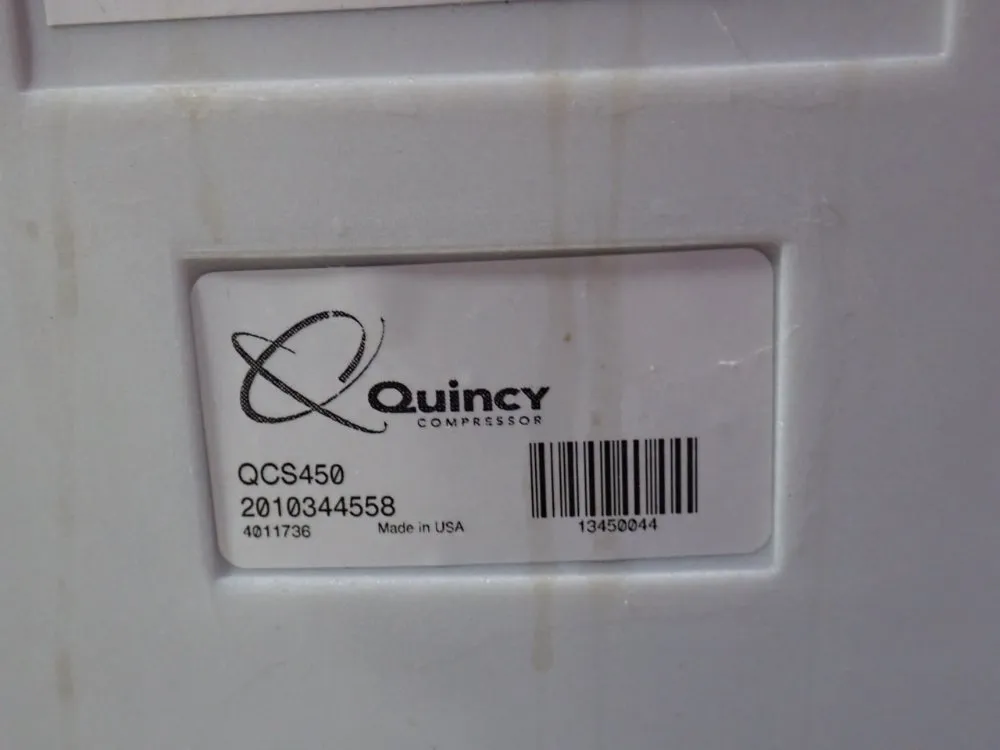 Quincy
COMPRESSOR
QCS450
2010344558
4011736 Made in USA
13450044